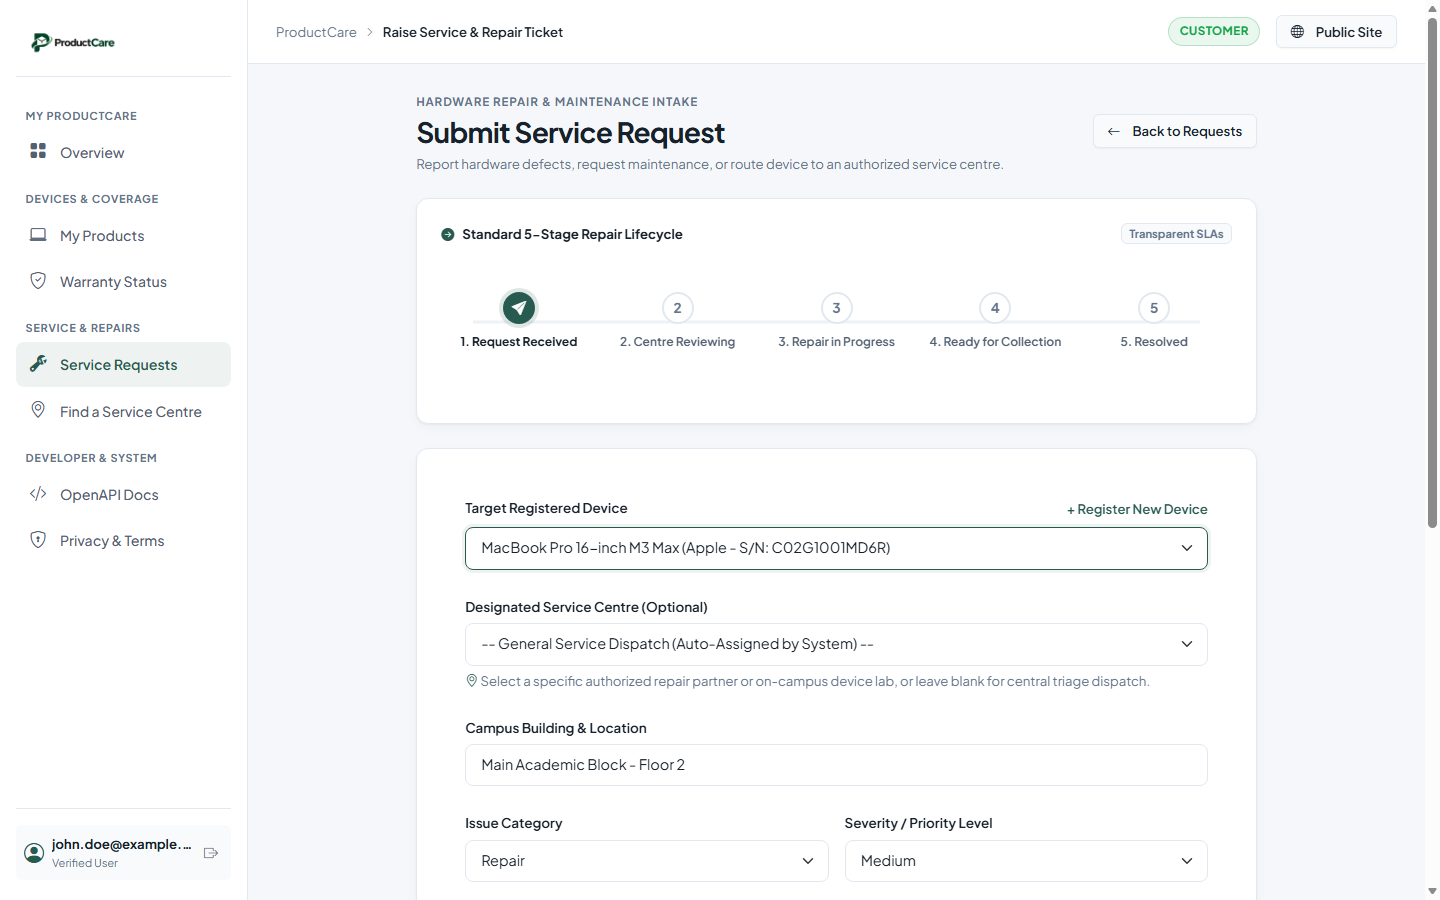 ProductCare
ProductCare > Raise Service & Repair Ticket
CUSTOMER
Public Site
MY PRODUCTCARE
Overview
DEVICES & COVERAGE
My Products
Warranty Status
SERVICE & REPAIRS
Service Requests
Find a Service Centre
DEVELOPER & SYSTEM
OpenAPI Docs
Privacy & Terms
john.doe@example....
Verified User
HARDWARE REPAIR & MAINTENANCE INTAKE
Submit Service Request
Report hardware defects, request maintenance, or route device to an authorized service centre.
Back to Requests
Standard 5-Stage Repair Lifecycle
Transparent SLAs
2
3
4
5
1. Request Received
2. Centre Reviewing
3. Repair in Progress
4. Ready for Collection
5. Resolved
Target Registered Device
+ Register New Device
MacBook Pro 16-inch M3 Max (Apple - S/N: C02G1001MD6R)
Designated Service Centre (Optional)
-- General Service Dispatch (Auto-Assigned by System) --
Select a specific authorized repair partner or on-campus device lab, or leave blank for central triage dispatch.
Campus Building & Location
Main Academic Block - Floor 2
Issue Category
Severity / Priority Level
Repair
Medium